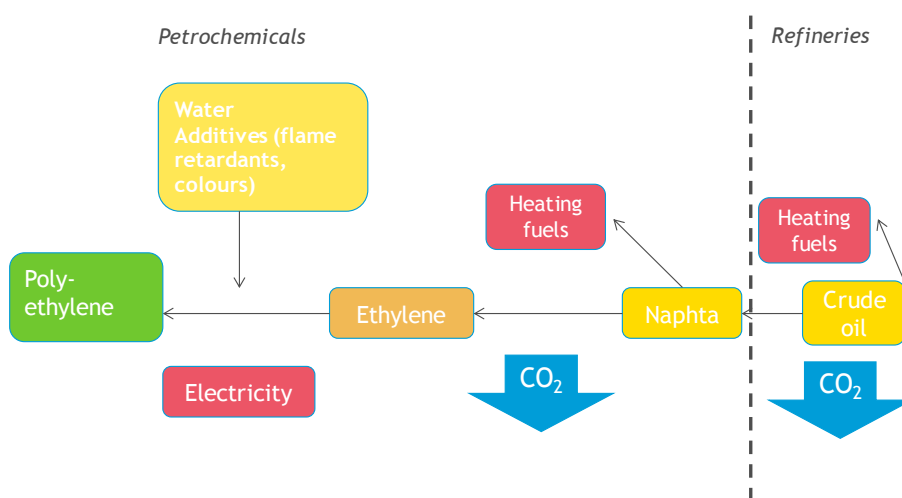 Petrochemicals
Refineries
Water
Additives (flame
retardants,
colours)
Heating
fuels
Heating
fuels
Poly-
ethylene
Ethylene
Naphta
Crude
oil
Electricity
CO₂
CO₂